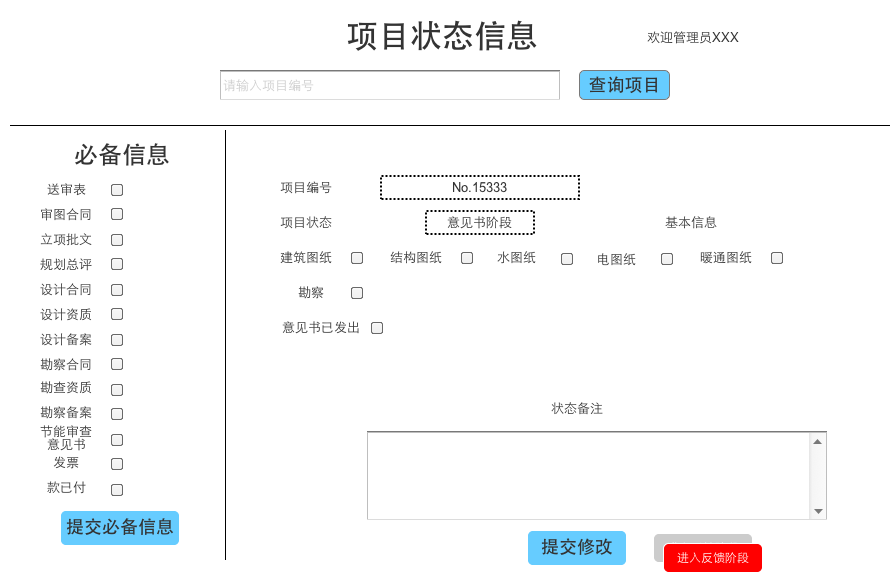 项目状态信息
欢迎管理员XXX
请输入项目编号
查询项目
必备信息
送审表
审图合同
立项批文
规划总评
设计合同
设计资质
设计备案
勘察合同
勘查资质
勘察备案
节能审查
意见书
发票
款已付
提交必备信息
项目编号 No.15333
项目状态 意见书阶段 基本信息
建筑图纸 结构图纸 水图纸 电图纸 暖通图纸
勘察
意见书已发出
状态备注
提交修改
进入反馈阶段